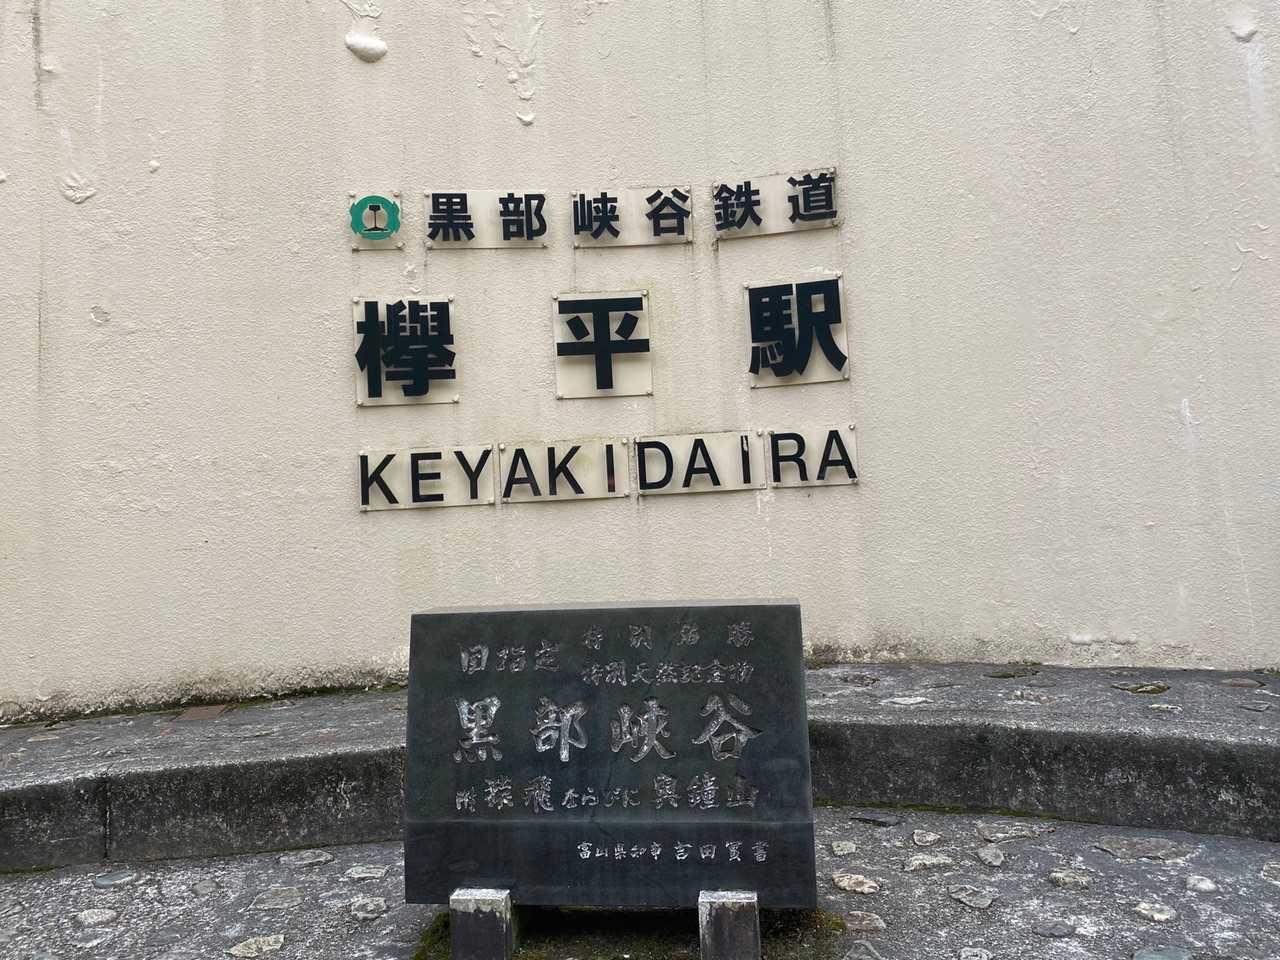 黒部峡谷鉄道
欅平駅
KEYAKIDAIRA
国指定
特別名勝
特別天然記念物
黒部峡谷
附猿飛ならびに奥鐘山
富山県知事 吉田實書